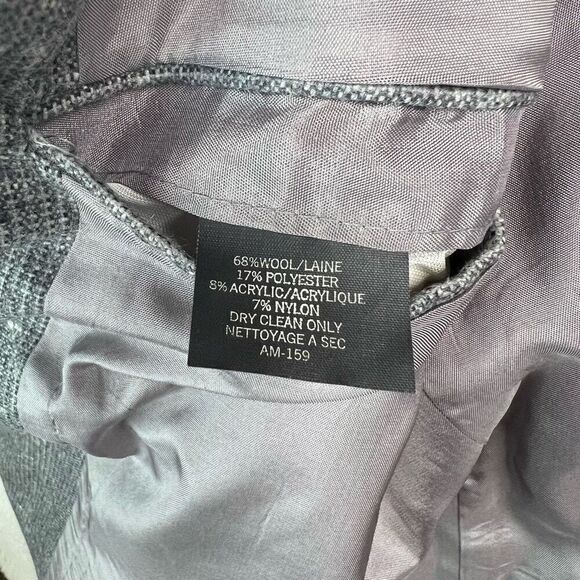 68%WOOL/LAINE
17% POLYESTER
8% ACRYLIC/ACRYLIQUE
7% NYLON
DRY CLEAN ONLY
NETTOYAGE A SEC
AM-159